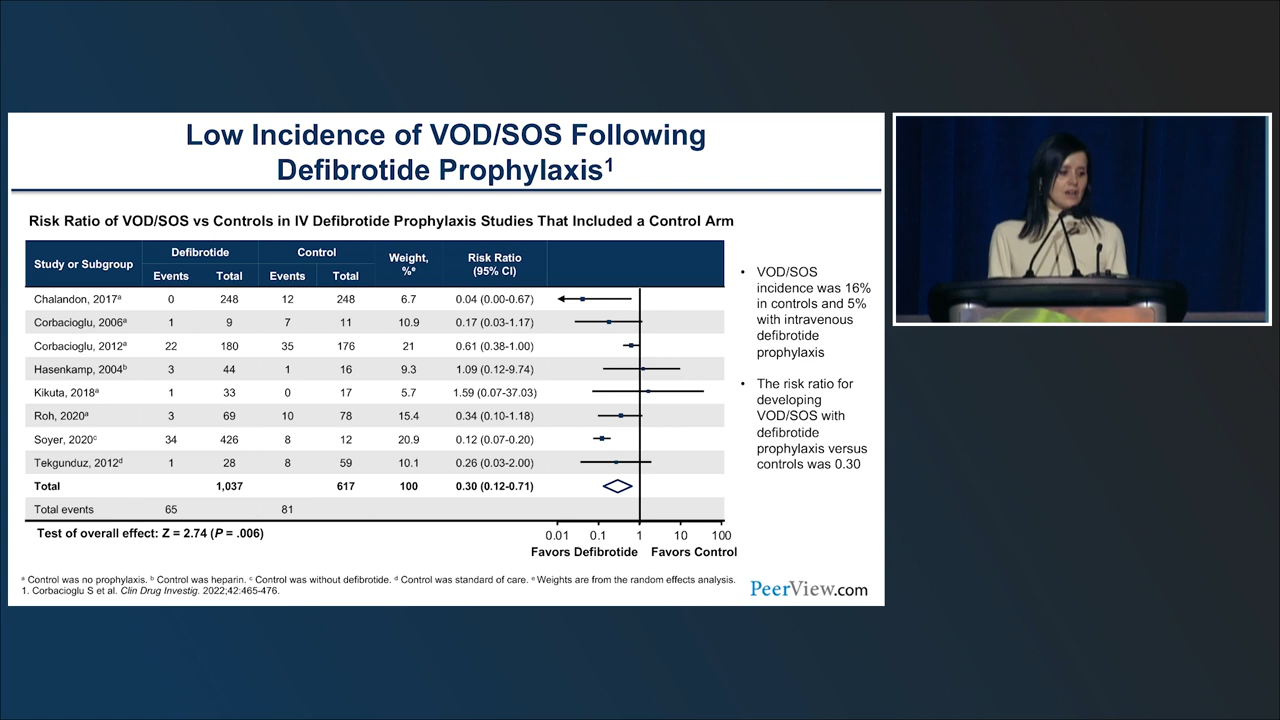 Low Incidence of VOD/SOS Following
Defibrotide Prophylaxis¹
Risk Ratio of VOD/SOS vs Controls in IV Defibrotide Prophylaxis Studies That Included a Control Arm
Study or Subgroup Defibrotide Control Weight, %ᵉ Risk Ratio (95% CI)
Events Total Events Total
Chalandon, 2017ᵃ 0 248 12 248 6.7 0.04 (0.00-0.67)
Corbacioglu, 2006ᵃ 1 9 7 11 10.9 0.17 (0.03-1.17)
Corbacioglu, 2012ᵃ 22 180 35 176 21 0.61 (0.38-1.00)
Hasenkamp, 2004ᵇ 3 44 1 16 9.3 1.09 (0.12-9.74)
Kikuta, 2018ᵃ 1 33 0 17 5.7 1.59 (0.07-37.03)
Roh, 2020ᵃ 3 69 10 78 15.4 0.34 (0.10-1.18)
Soyer, 2020ᶜ 34 426 8 12 20.9 0.12 (0.07-0.20)
Tekgunduz, 2012ᵈ 1 28 8 59 10.1 0.26 (0.03-2.00)
Total 1,037 617 100 0.30 (0.12-0.71)
Total events 65 81
Test of overall effect: Z = 2.74 (P = .006)
0.01 0.1 1 10 100
Favors Defibrotide Favors Control
• VOD/SOS
incidence was 16%
in controls and 5%
with intravenous
defibrotide
prophylaxis
• The risk ratio for
developing
VOD/SOS with
defibrotide
prophylaxis versus
controls was 0.30
ᵃ Control was no prophylaxis. ᵇ Control was heparin. ᶜ Control was without defibrotide. ᵈ Control was standard of care. ᵉ Weights are from the random effects analysis.
1. Corbacioglu S et al. Clin Drug Investig. 2022;42:465-476.
PeerView.com